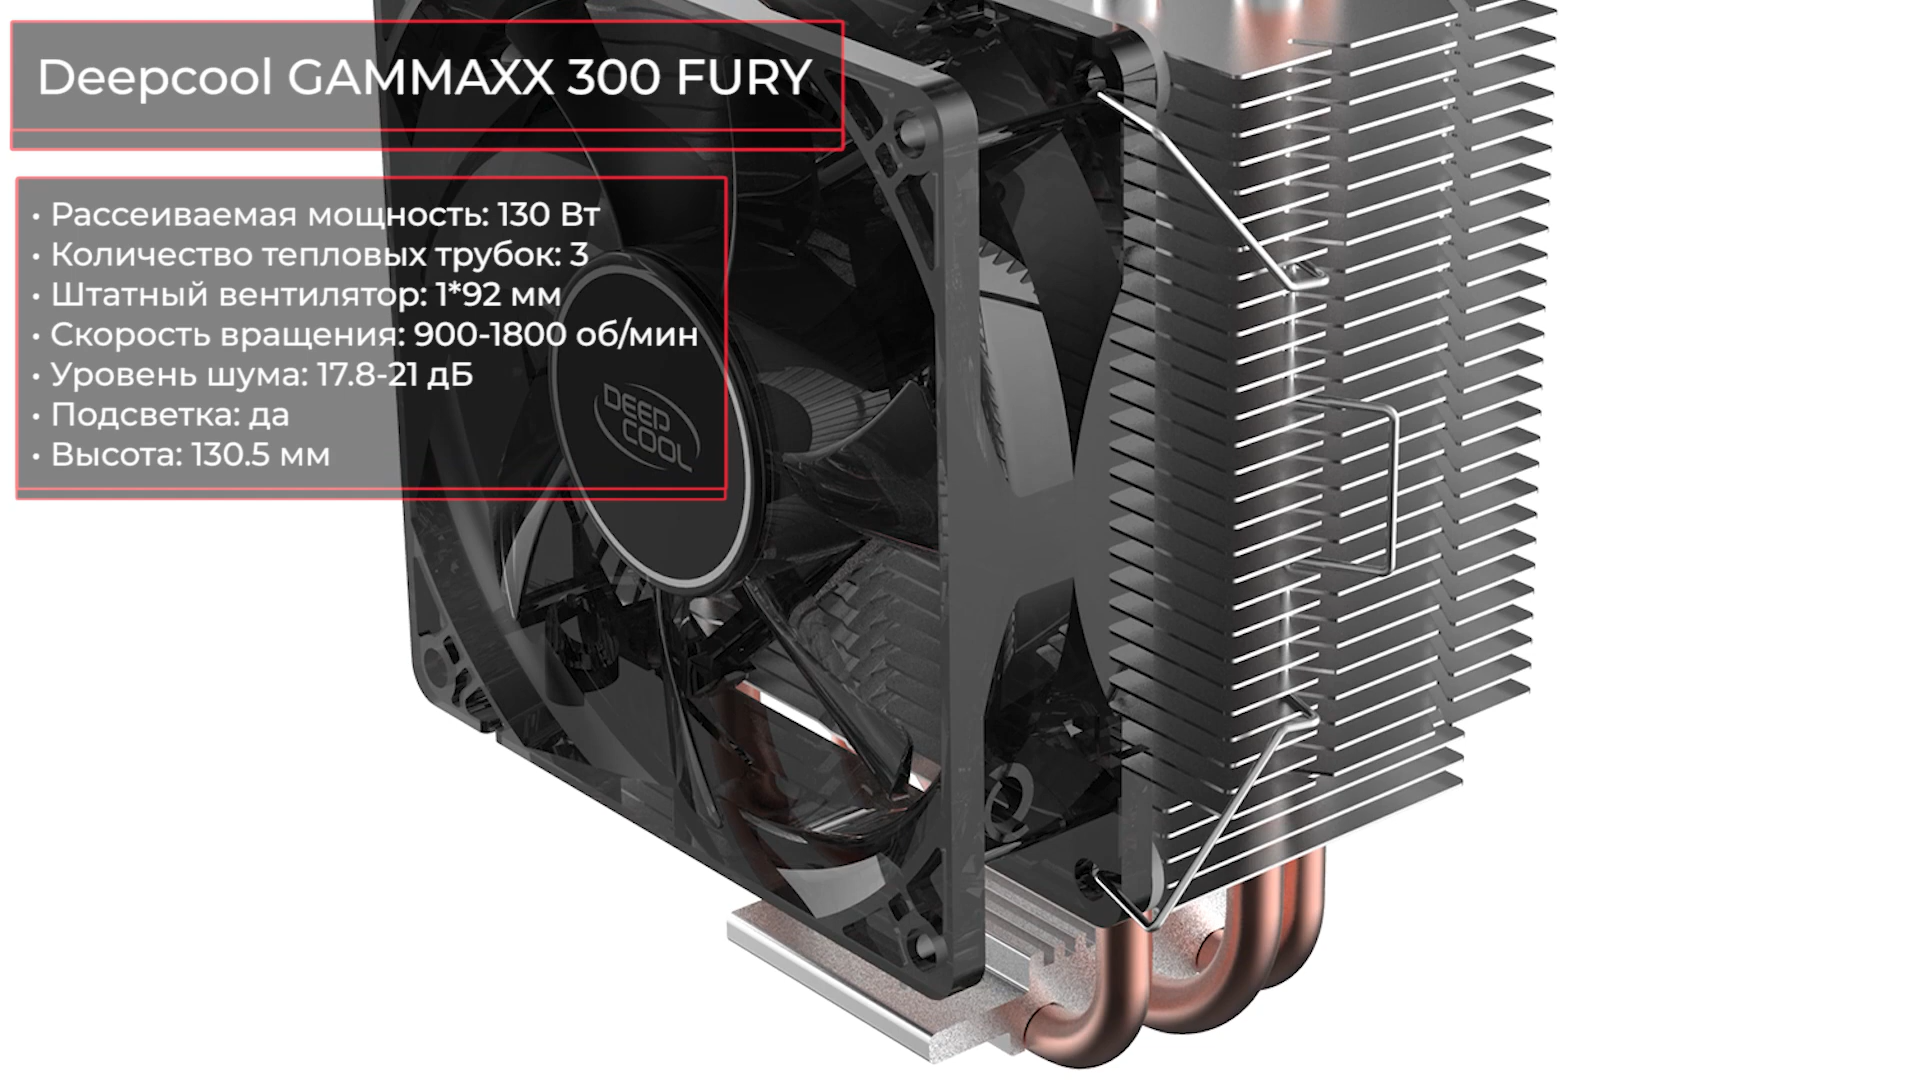 Deepcool GAMMAXX 300 FURY
• Рассеиваемая мощность: 130 Вт
• Количество тепловых трубок: 3
• Штатный вентилятор: 1*92 мм
• Скорость вращения: 900-1800 об/мин
• Уровень шума: 17.8-21 дБ
• Подсветка: да
• Высота: 130.5 мм
DEEP
COOL